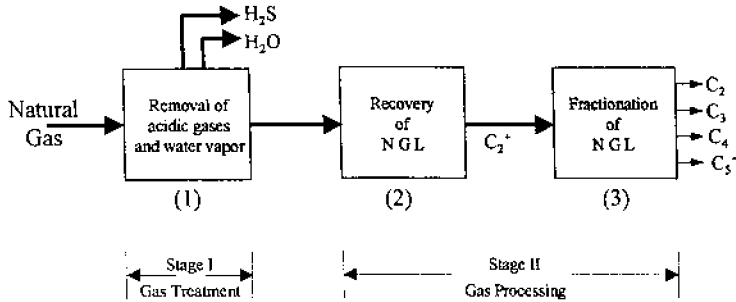 H₂S
H₂O
Natural
Gas
Removal of
acidic gases
and water vapor
(1)
Recovery
of
N G L
(2)
C₂⁺
Fractionation
of
N G L
(3)
C₂
C₃
C₄
C₅⁺
Stage I
Gas Treatment
Stage II
Gas Processing